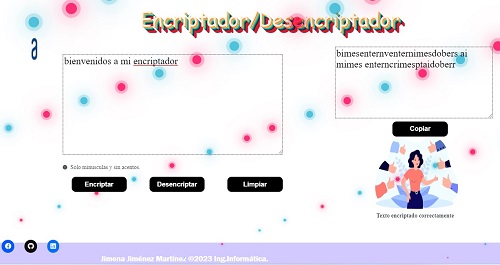 Encriptador/Desencriptador
a
bienvenidos a mi encriptador
bimesenternventernimesdobers ai
mimes enterncrimesptaidoberr
Copiar
Solo minusculas y sin acentos.
Encriptar
Desencriptar
Limpiar
Texto encriptado correctamente
Jimena Jiménez Martínez ©2023 Ing.Informática.